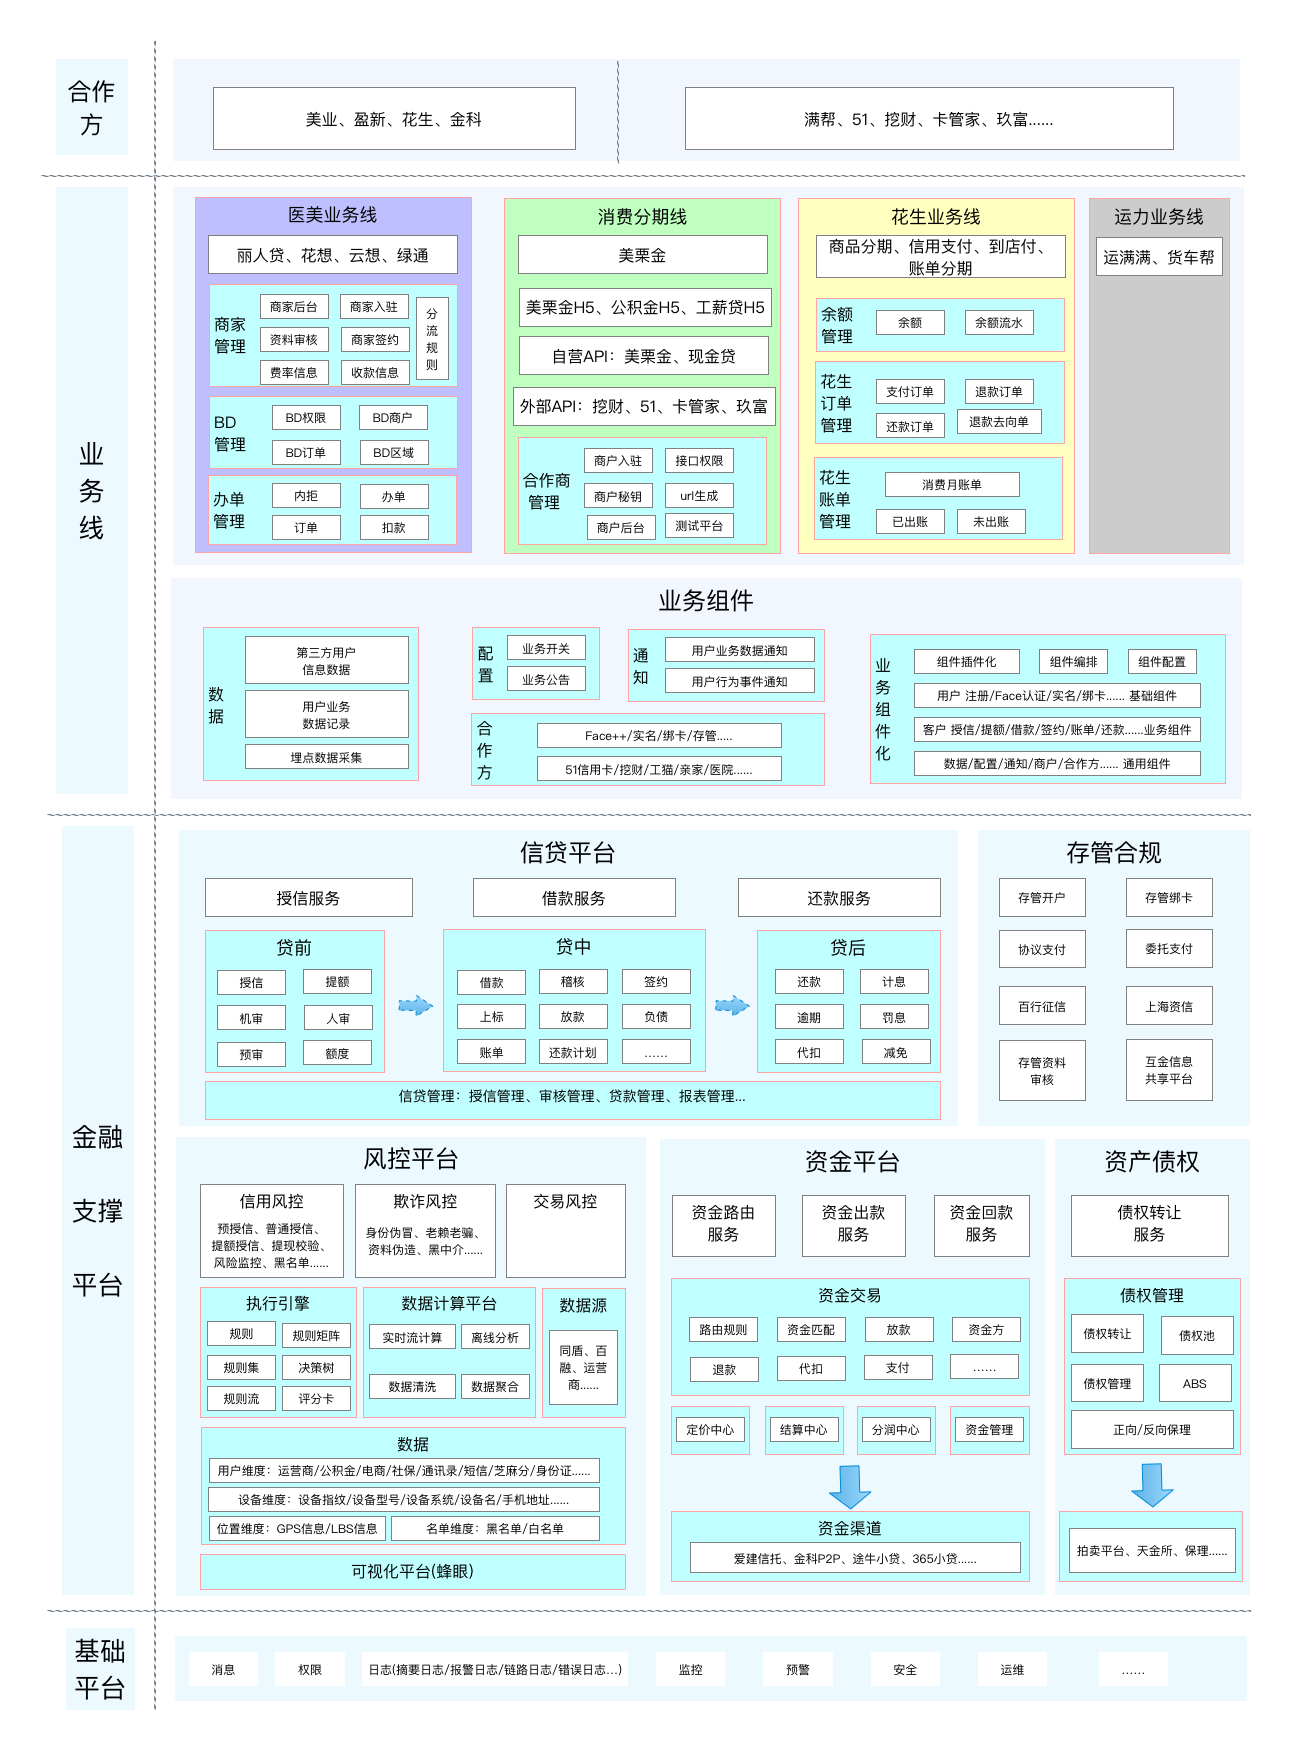 合作
方
美业、盈新、花生、金科
满帮、51、挖财、卡管家、玖富......
业
务
线
医美业务线
丽人贷、花想、云想、绿通
商家
管理
商家后台
商家入驻
资料审核
商家签约
费率信息
收款信息
分
流
规
则
BD
管理
BD权限
BD商户
BD订单
BD区域
办单
管理
内拒
办单
订单
扣款
消费分期线
美栗金
美栗金H5、公积金H5、工薪贷H5
自营API：美栗金、现金贷
外部API：挖财、51、卡管家、玖富
合作商
管理
商户入驻
接口权限
商户秘钥
url生成
商户后台
测试平台
花生业务线
商品分期、信用支付、到店付、
账单分期
余额
管理
余额
余额流水
花生
订单
管理
支付订单
退款订单
还款订单
退款去向单
花生
账单
管理
消费月账单
已出账
未出账
运力业务线
运满满、货车帮
业务组件
数
据
第三方用户
信息数据
用户业务
数据记录
埋点数据采集
配
置
业务开关
业务公告
通
知
用户业务数据通知
用户行为事件通知
合
作
方
Face++/实名/绑卡/存管.....
51信用卡/挖财/工猫/亲家/医院......
业
务
组
件
化
组件插件化
组件编排
组件配置
用户 注册/Face认证/实名/绑卡...... 基础组件
客户 授信/提额/借款/签约/账单/还款......业务组件
数据/配置/通知/商户/合作方...... 通用组件
金融
支撑
平台
信贷平台
授信服务
借款服务
还款服务
贷前
授信
提额
机审
人审
预审
额度
贷中
借款
稽核
签约
上标
放款
负债
账单
还款计划
......
贷后
还款
计息
逾期
罚息
代扣
减免
信贷管理：授信管理、审核管理、贷款管理、报表管理...
存管合规
存管开户
存管绑卡
协议支付
委托支付
百行征信
上海资信
存管资料
审核
互金信息
共享平台
风控平台
信用风控
预授信、普通授信、
提额授信、提现校验、
风险监控、黑名单......
欺诈风控
身份伪冒、老赖老骗、
资料伪造、黑中介......
交易风控
执行引擎
规则
规则矩阵
规则集
决策树
规则流
评分卡
数据计算平台
实时流计算
离线分析
数据清洗
数据聚合
数据源
同盾、百
融、运营
商......
数据
用户维度：运营商/公积金/电商/社保/通讯录/短信/芝麻分/身份证......
设备维度：设备指纹/设备型号/设备系统/设备名/手机地址......
位置维度：GPS信息/LBS信息
名单维度：黑名单/白名单
可视化平台(蜂眼)
资金平台
资金路由
服务
资金出款
服务
资金回款
服务
资金交易
路由规则
资金匹配
放款
资金方
退款
代扣
支付
......
定价中心
结算中心
分润中心
资金管理
资金渠道
爱建信托、金科P2P、途牛小贷、365小贷......
资产债权
债权转让
服务
债权管理
债权转让
债权池
债权管理
ABS
正向/反向保理
拍卖平台、天金所、保理......
基础
平台
消息
权限
日志(摘要日志/报警日志/链路日志/错误日志...)
监控
预警
安全
运维
......